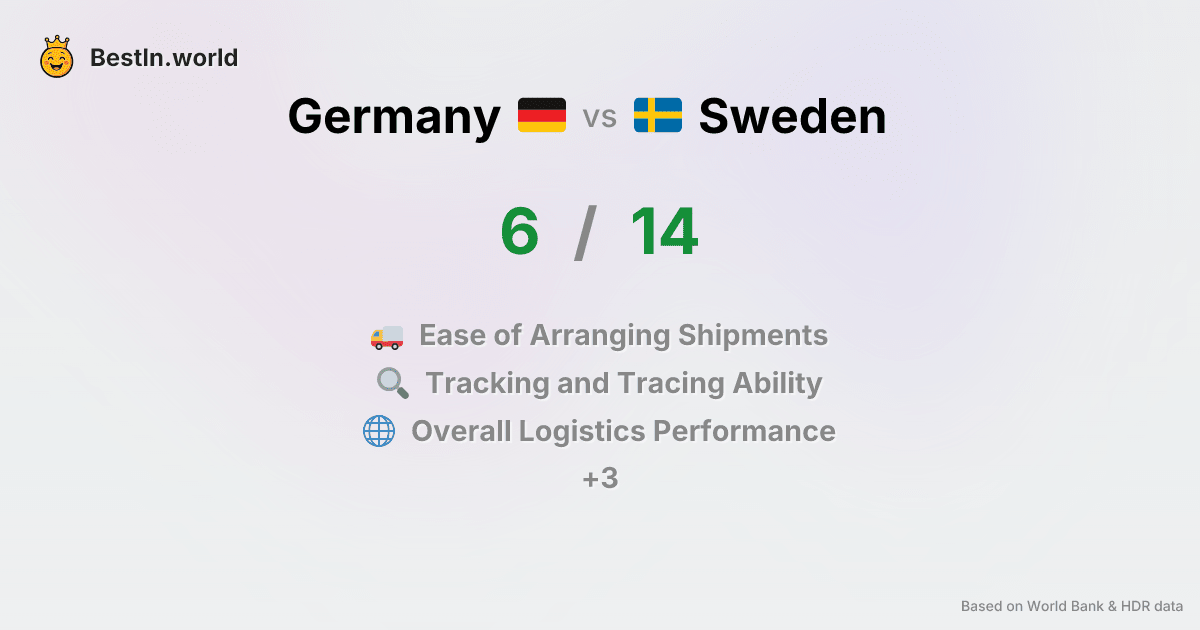 BestIn.world
Germany vs Sweden
6 / 14
Ease of Arranging Shipments
Tracking and Tracing Ability
Overall Logistics Performance
+3
Based on World Bank & HDR data